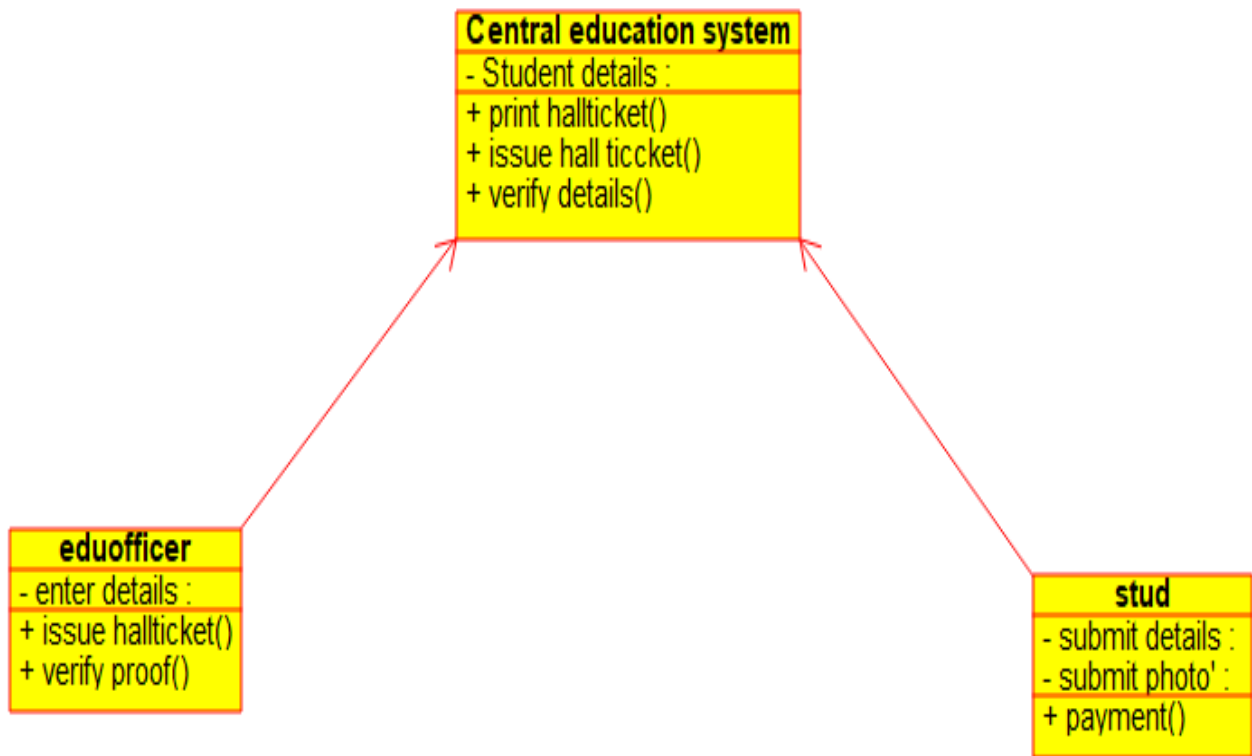 Central education system
- Student details :
+ print hallticket()
+ issue hall ticcket()
+ verify details()
eduofficer
- enter details :
+ issue hallticket()
+ verify proof()
stud
- submit details :
- submit photo' :
+ payment()